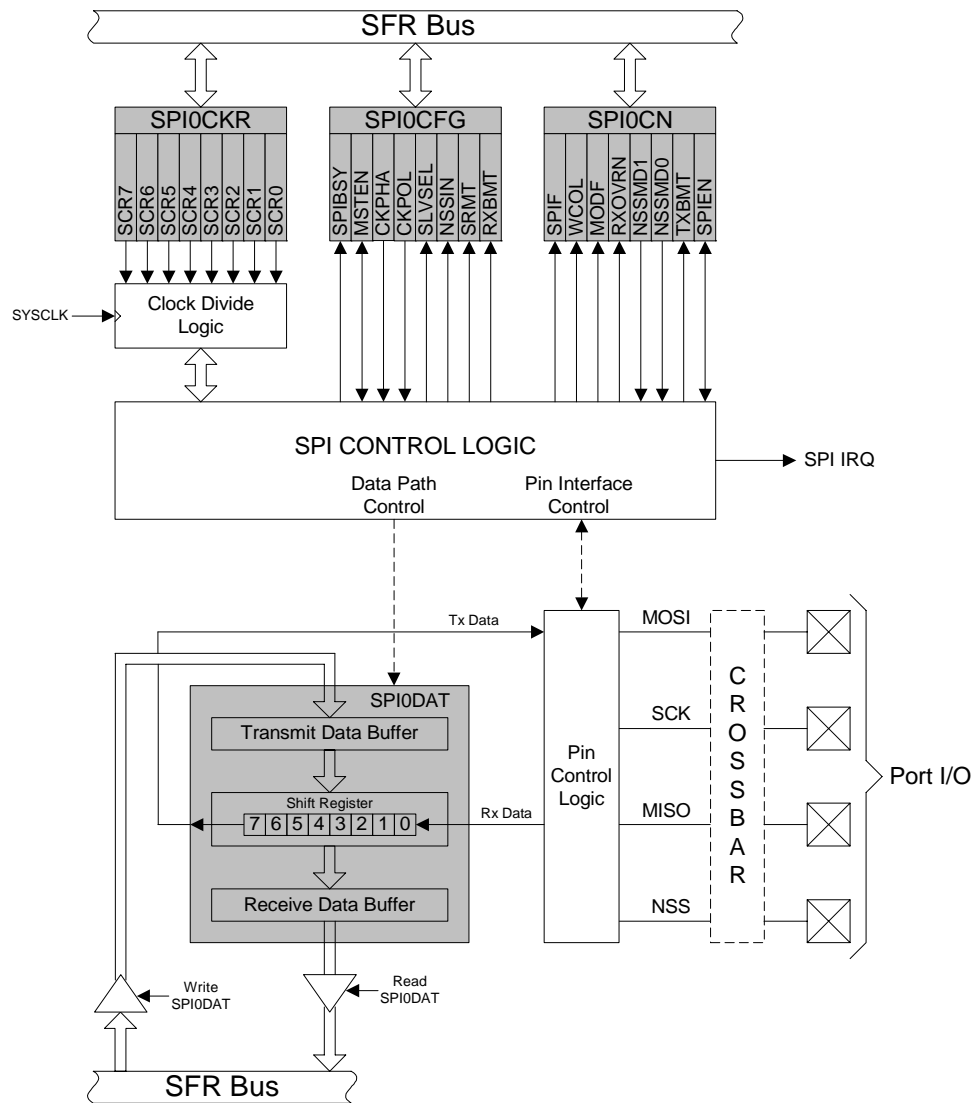 SFR Bus
SPI0CKR
SCR7
SCR6
SCR5
SCR4
SCR3
SCR2
SCR1
SCR0
SPI0CFG
SPIBSY
MSTEN
CKPHA
CKPOL
SLVSEL
NSSIN
SRMT
RXBMT
SPI0CN
SPIF
WCOL
MODF
RXOVRN
NSSMD1
NSSMD0
TXBMT
SPIEN
SYSCLK
Clock Divide
Logic
SPI CONTROL LOGIC
SPI IRQ
Data Path
Control
Pin Interface
Control
Tx Data
SPI0DAT
Transmit Data Buffer
Shift Register
7 6 5 4 3 2 1 0
Rx Data
Receive Data Buffer
Pin
Control
Logic
MOSI
SCK
MISO
NSS
CROSSBAR
Port I/O
Write
SPI0DAT
Read
SPI0DAT
SFR Bus